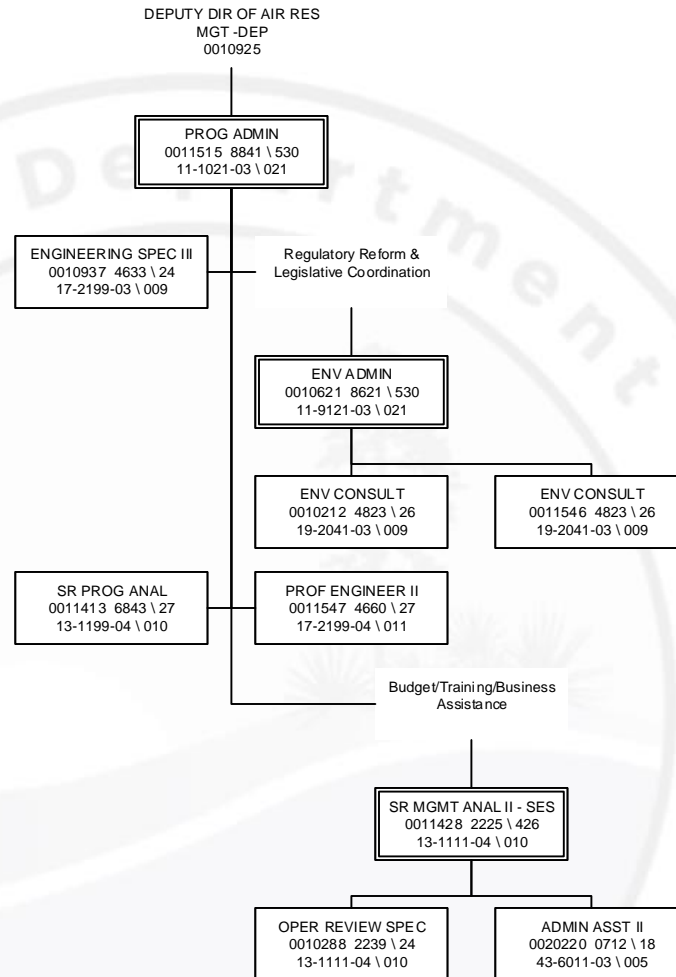 DEPUTY DIR OF AIR RES
MGT -DEP
0010925
PROG ADMIN
0011515 8841 \ 530
11-1021-03 \ 021
Department
ENGINEERING SPEC III
0010937 4633 \ 24
17-2199-03 \ 009
Regulatory Reform &
Legislative Coordination
ENV ADMIN
0010621 8621 \ 530
11-9121-03 \ 021
ENV CONSULT
0010212 4823 \ 26
19-2041-03 \ 009
ENV CONSULT
0011546 4823 \ 26
19-2041-03 \ 009
SR PROG ANAL
0011413 6843 \ 27
13-1199-04 \ 010
PROF ENGINEER II
0011547 4660 \ 27
17-2199-04 \ 011
Budget/Training/Business
Assistance
SR MGMT ANAL II - SES
0011428 2225 \ 426
13-1111-04 \ 010
OPER REVIEW SPEC
0010288 2239 \ 24
13-1111-04 \ 010
ADMIN ASST II
0020220 0712 \ 18
43-6011-03 \ 005